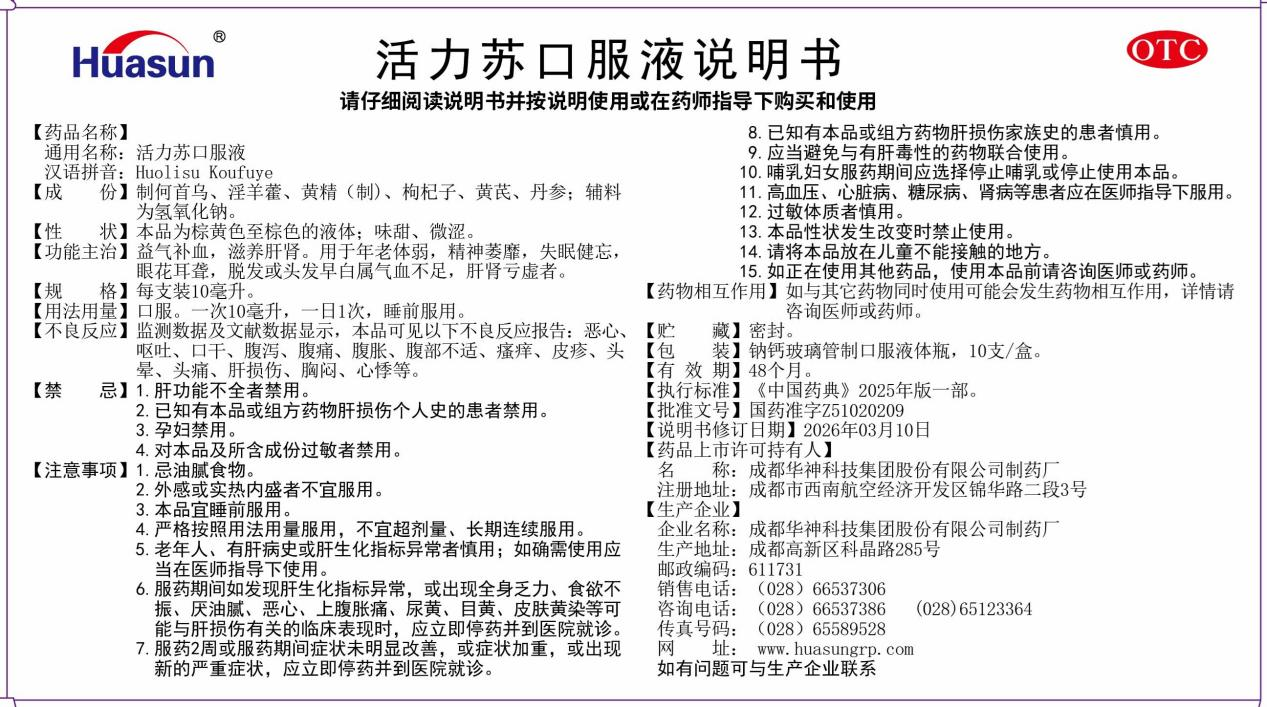 Huasun®
活力苏口服液说明书
OTC
请仔细阅读说明书并按说明使用或在药师指导下购买和使用
【药品名称】
通用名称：活力苏口服液
汉语拼音：Huolisu Koufuye
【成　　份】制何首乌、淫羊藿、黄精（制）、枸杞子、黄芪、丹参；辅料
为氢氧化钠。
【性　　状】本品为棕黄色至棕色的液体；味甜、微涩。
【功能主治】益气补血，滋养肝肾。用于年老体弱，精神萎靡，失眠健忘，
眼花耳聋，脱发或头发早白属气血不足，肝肾亏虚者。
【规　　格】每支装10毫升。
【用法用量】口服。一次10毫升，一日1次，睡前服用。
【不良反应】监测数据及文献数据显示，本品可见以下不良反应报告：恶心、
呕吐、口干、腹泻、腹痛、腹胀、腹部不适、瘙痒、皮疹、头
晕、头痛、肝损伤、胸闷、心悸等。
【禁　　忌】1. 肝功能不全者禁用。
2. 已知有本品或组方药物肝损伤个人史的患者禁用。
3. 孕妇禁用。
4. 对本品及所含成份过敏者禁用。
【注意事项】1. 忌油腻食物。
2. 外感或实热内盛者不宜服用。
3. 本品宜睡前服用。
4. 严格按照用法用量服用，不宜超剂量、长期连续服用。
5. 老年人、有肝病史或肝生化指标异常者慎用；如确需使用应
当在医师指导下使用。
6. 服药期间如发现肝生化指标异常，或出现全身乏力、食欲不
振、厌油腻、恶心、上腹胀痛、尿黄、目黄、皮肤黄染等可
能与肝损伤有关的临床表现时，应立即停药并到医院就诊。
7. 服药2周或服药期间症状未明显改善，或症状加重，或出现
新的严重症状，应立即停药并到医院就诊。
8. 已知有本品或组方药物肝损伤家族史的患者慎用。
9. 应当避免与有肝毒性的药物联合使用。
10. 哺乳妇女服药期间应选择停止哺乳或停止使用本品。
11. 高血压、心脏病、糖尿病、肾病等患者应在医师指导下服用。
12. 过敏体质者慎用。
13. 本品性状发生改变时禁止使用。
14. 请将本品放在儿童不能接触的地方。
15. 如正在使用其他药品，使用本品前请咨询医师或药师。
【药物相互作用】如与其它药物同时使用可能会发生药物相互作用，详情请
咨询医师或药师。
【贮　　藏】密封。
【包　　装】钠钙玻璃管制口服液体瓶，10支/盒。
【有 效 期】48个月。
【执行标准】《中国药典》2025年版一部。
【批准文号】国药准字Z51020209
【说明书修订日期】2026年03月10日
【药品上市许可持有人】
名　　称：成都华神科技集团股份有限公司制药厂
注册地址：成都市西南航空经济开发区锦华路二段3号
【生产企业】
企业名称：成都华神科技集团股份有限公司制药厂
生产地址：成都高新区科晶路285号
邮政编码：611731
销售电话：（028）66537306
咨询电话：（028）66537386　(028)65123364
传真号码：（028）65589528
网　　址： www.huasungrp.com
如有问题可与生产企业联系